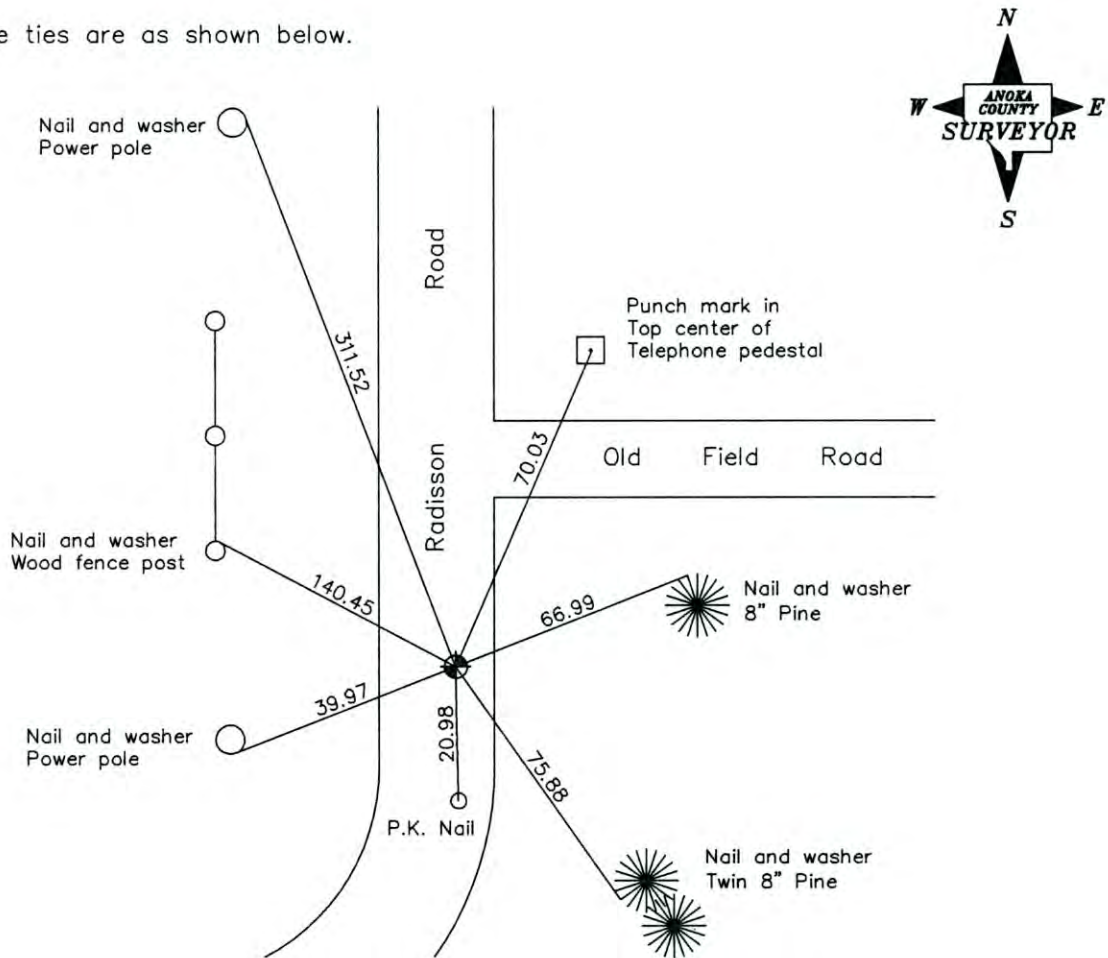 e ties are as shown below.
N
W
ANOKA
COUNTY
E
SURVEYOR
S
Nail and washer
Power pole
Road
311.52
Punch mark in
Top center of
Telephone pedestal
70.03
Old Field Road
Radisson
Nail and washer
Wood fence post
140.45
66.99
Nail and washer
8" Pine
39.97
20.98
Nail and washer
Power pole
75.88
P.K. Nail
Nail and washer
Twin 8" Pine